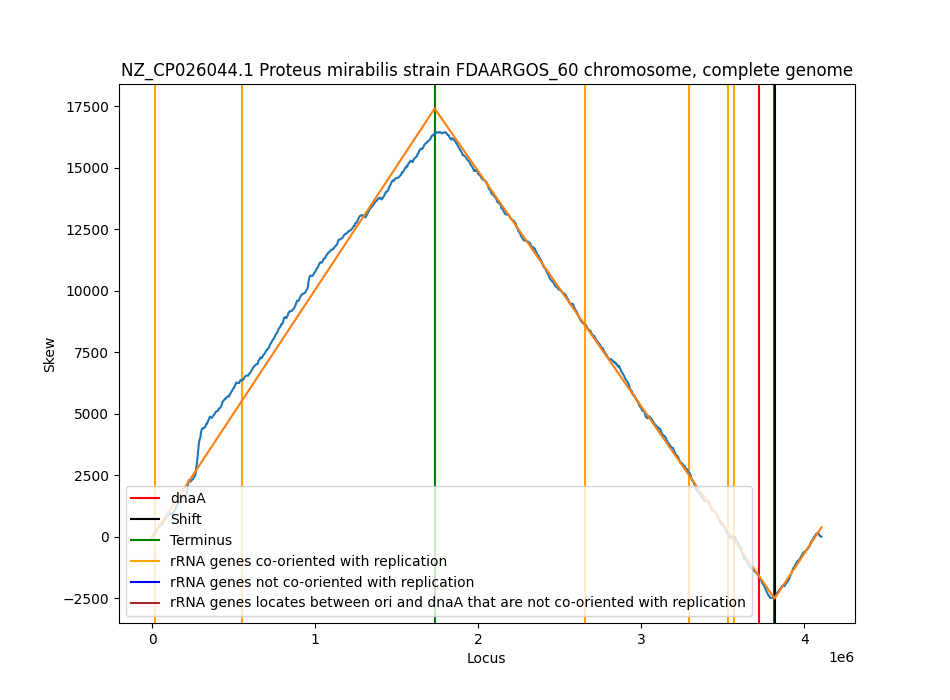 NZ_CP026044.1 Proteus mirabilis strain FDAARGOS_60 chromosome, complete genome
17500
15000
12500
10000
7500
5000
2500
0
−2500
Skew
dnaA
Shift
Terminus
rRNA genes co-oriented with replication
rRNA genes not co-oriented with replication
rRNA genes locates between ori and dnaA that are not co-oriented with replication
0 1 2 3 4
1e6
Locus